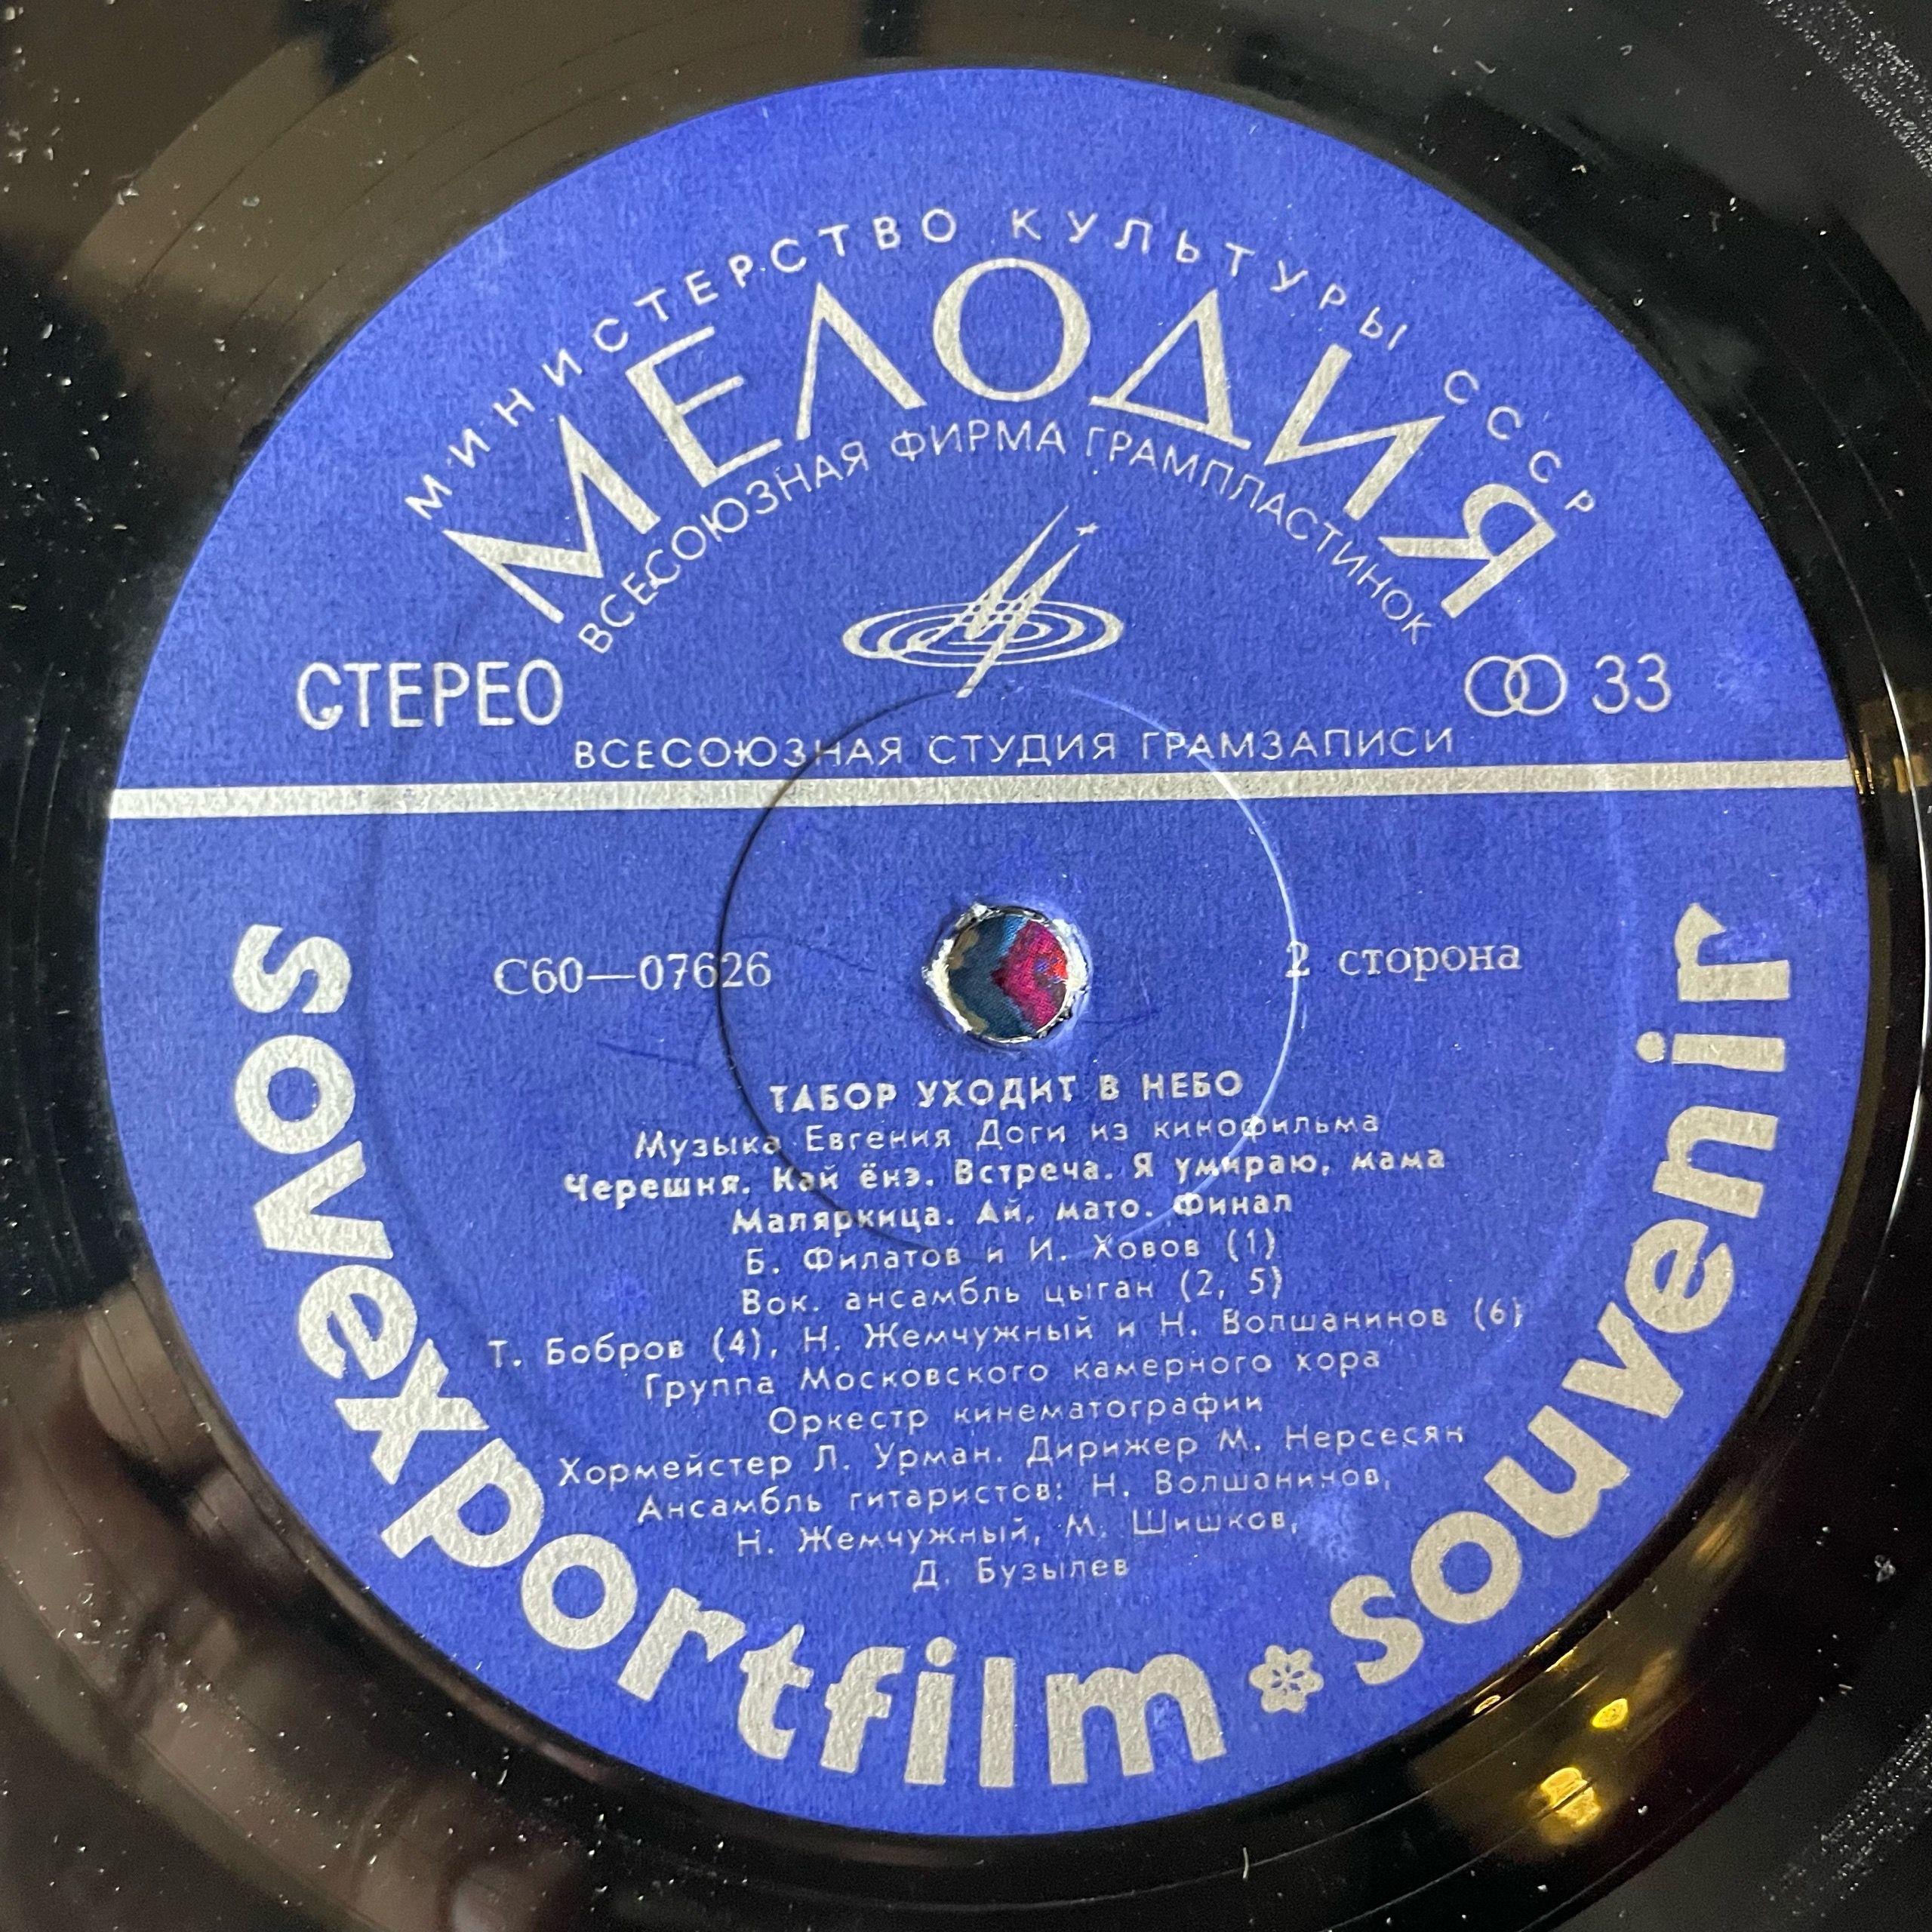 МИНИСТЕРСТВО КУЛЬТУРЫ СССР
МЕЛОДИЯ
ВСЕСОЮЗНАЯ ФИРМА ГРАМПЛАСТИНОК
СТЕРЕО
33
ВСЕСОЮЗНАЯ СТУДИЯ ГРАМЗАПИСИ
С60—07626
2 сторона
ТАБОР УХОДИТ В НЕБО
Музыка Евгения Доги из кинофильма
Черешня. Кай ёнэ. Встреча. Я умираю, мама
Маляркица. Ай, мато. Финал
Б. Филатов и И. Ховов (1)
Вок. ансамбль цыган (2, 5)
Т. Бобров (4), Н. Жемчужный и Н. Волшанинов (6)
Группа Московского камерного хора
Оркестр кинематографии
Хормейстер Л. Урман. Дирижер М. Нерсесян
Ансамбль гитаристов: Н. Волшанинов,
Н. Жемчужный, М. Шишков,
Д. Бузылев
sovexportfilm souvenir